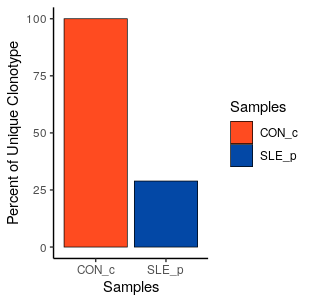 Percent of Unique Clonotype
100
75
50
25
0
CON_c SLE_p
Samples
Samples
CON_c
SLE_p